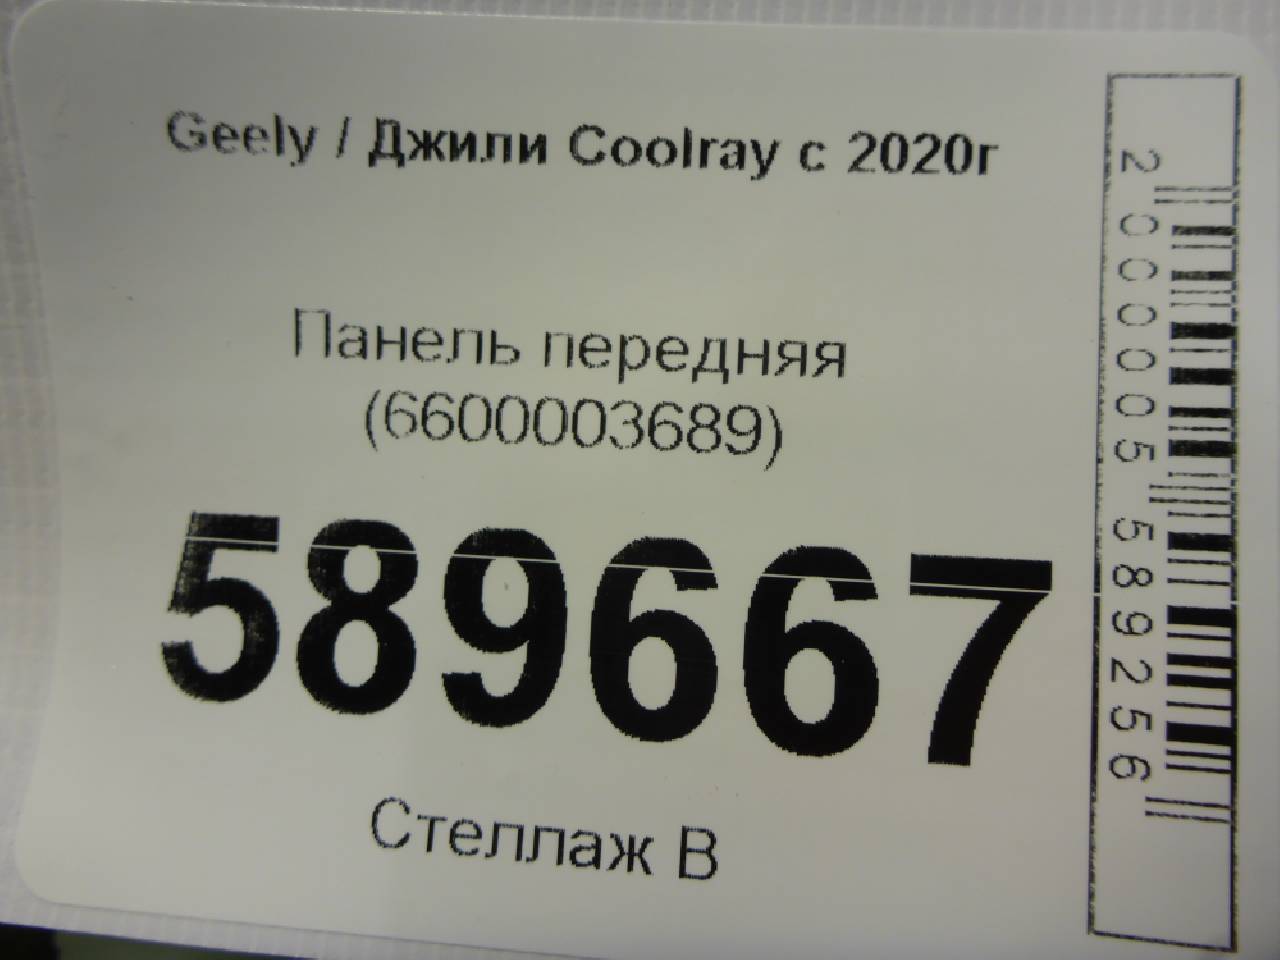 Geely / Джили Coolray с 2020г
Панель передняя
(6600003689)
589667
Стеллаж В
2000005589256